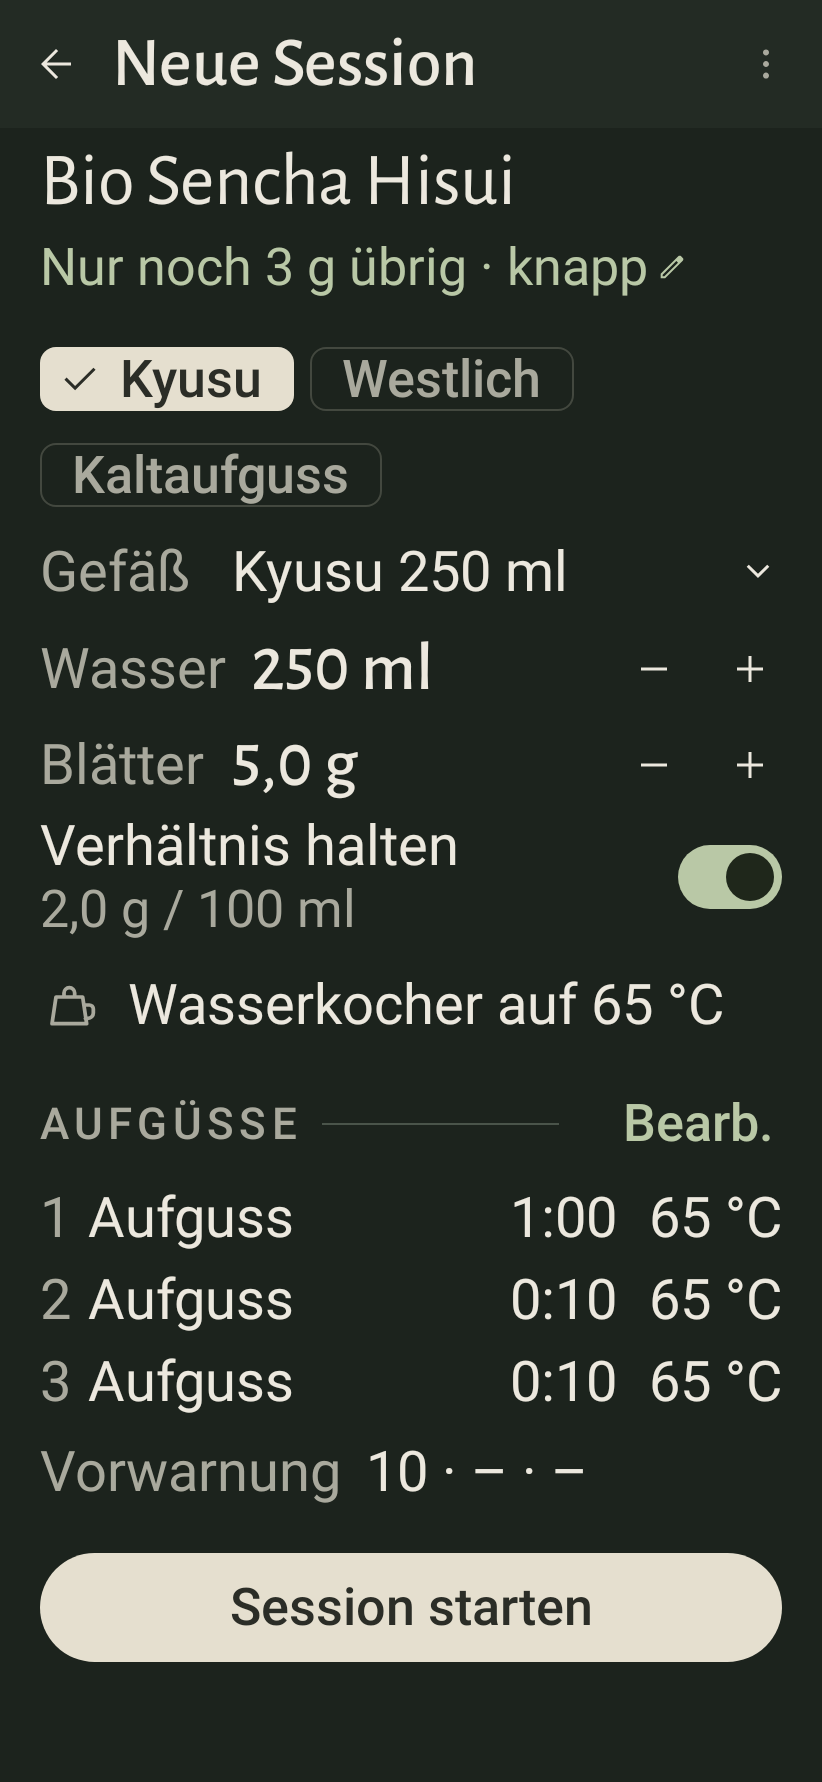 Neue Session
Bio Sencha Hisui
Nur noch 3 g übrig · knapp
Kyusu Westlich
Kaltaufguss
Gefäß Kyusu 250 ml
Wasser 250 ml − +
Blätter 5,0 g − +
Verhältnis halten
2,0 g / 100 ml
Wasserkocher auf 65 °C
AUFGÜSSE Bearb.
1 Aufguss 1:00 65 °C
2 Aufguss 0:10 65 °C
3 Aufguss 0:10 65 °C
Vorwarnung 10 · – · –
Session starten